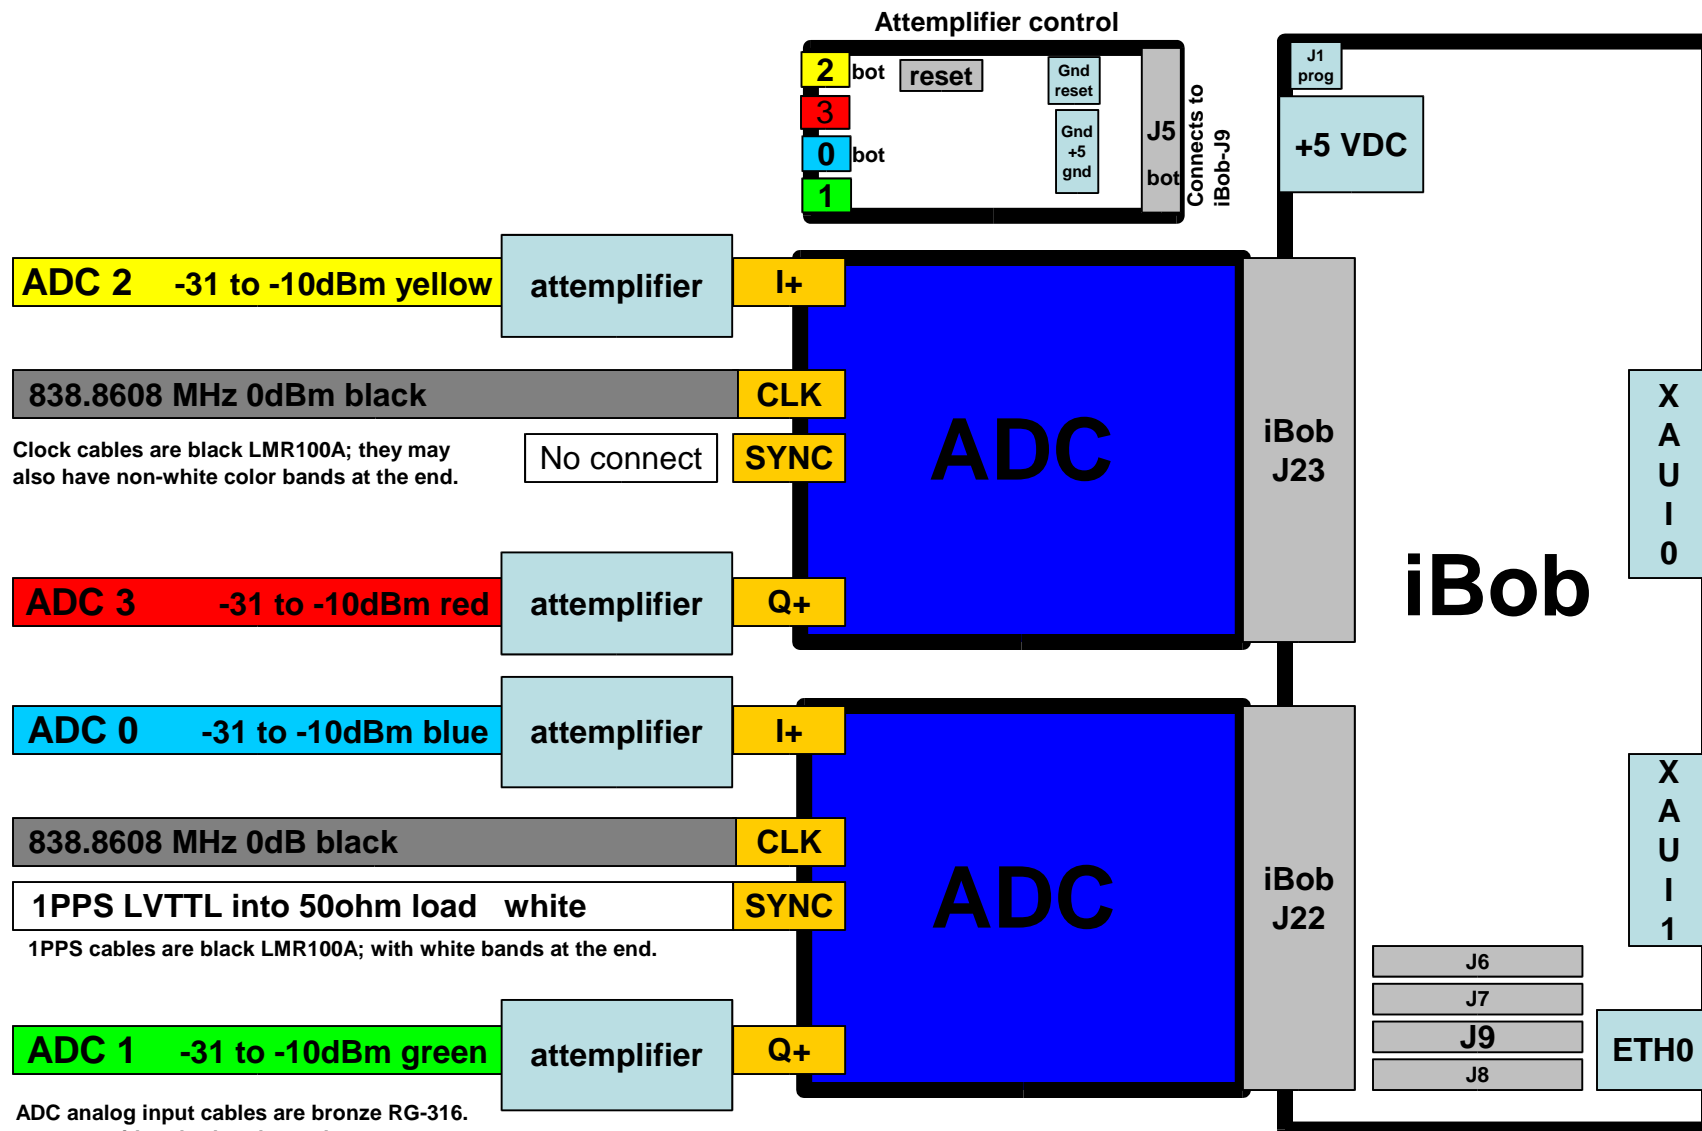 Attemplifier control
2 bot
reset
3
0 bot
1
Gnd
reset
Gnd
+5
gnd
J5
bot
Connects to
iBob-J9
J1
prog
+5 VDC
ADC 2 -31 to -10dBm yellow
attemplifier
I+
838.8608 MHz 0dBm black
CLK
Clock cables are black LMR100A; they may
also have non-white color bands at the end.
No connect
SYNC
ADC
iBob
J23
ADC 3 -31 to -10dBm red
attemplifier
Q+
iBob
X
A
U
I
0
ADC 0 -31 to -10dBm blue
attemplifier
I+
838.8608 MHz 0dB black
CLK
1PPS LVTTL into 50ohm load white
SYNC
1PPS cables are black LMR100A; with white bands at the end.
ADC
iBob
J22
X
A
U
I
1
J6
J7
J9
J8
ETH0
ADC 1 -31 to -10dBm green
attemplifier
Q+
ADC analog input cables are bronze RG-316.